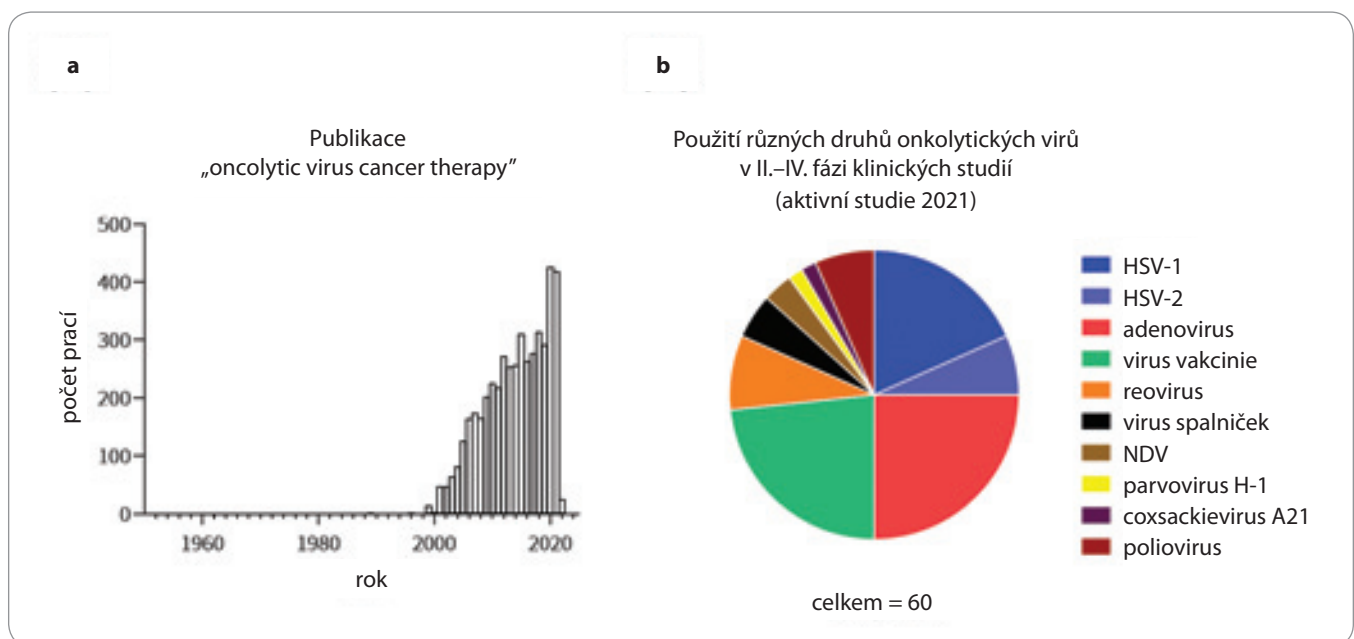 a
Publikace
„oncolytic virus cancer therapy”
500
400
300
200
100
0
počet prací
1960
1980
2000
2020
rok
b
Použití různých druhů onkolytických virů
v II.–IV. fázi klinických studií
(aktivní studie 2021)
HSV-1
HSV-2
adenovirus
virus vakcinie
reovirus
virus spalniček
NDV
parvovirus H-1
coxsackievirus A21
poliovirus
celkem = 60